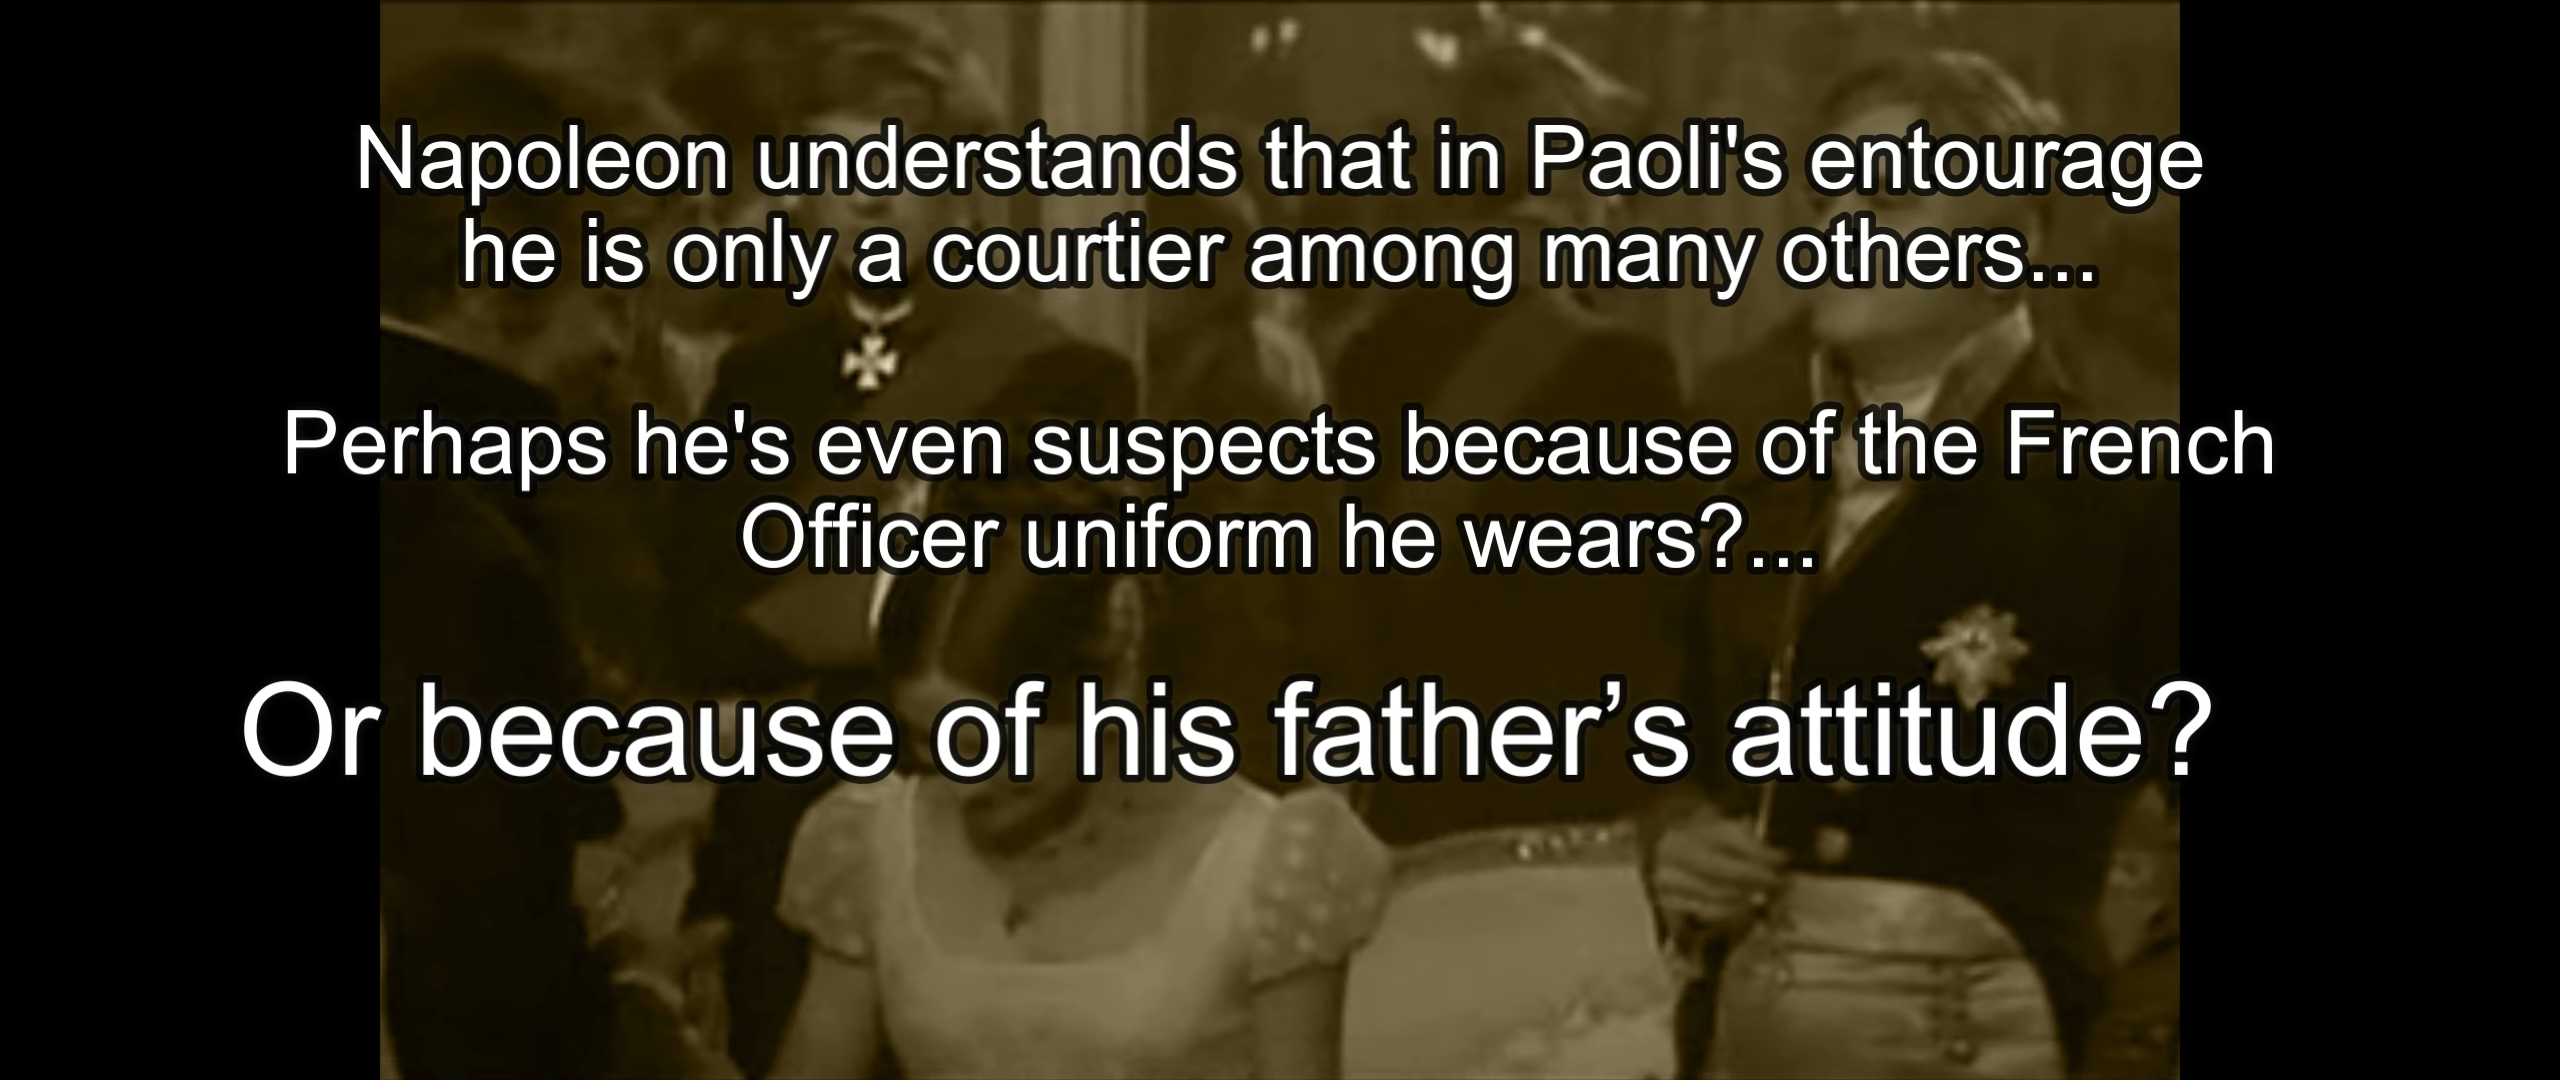 Napoleon understands that in Paoli's entourage
he is only a courtier among many others...
Perhaps he's even suspects because of the French
Officer uniform he wears?...
Or because of his father’s attitude?